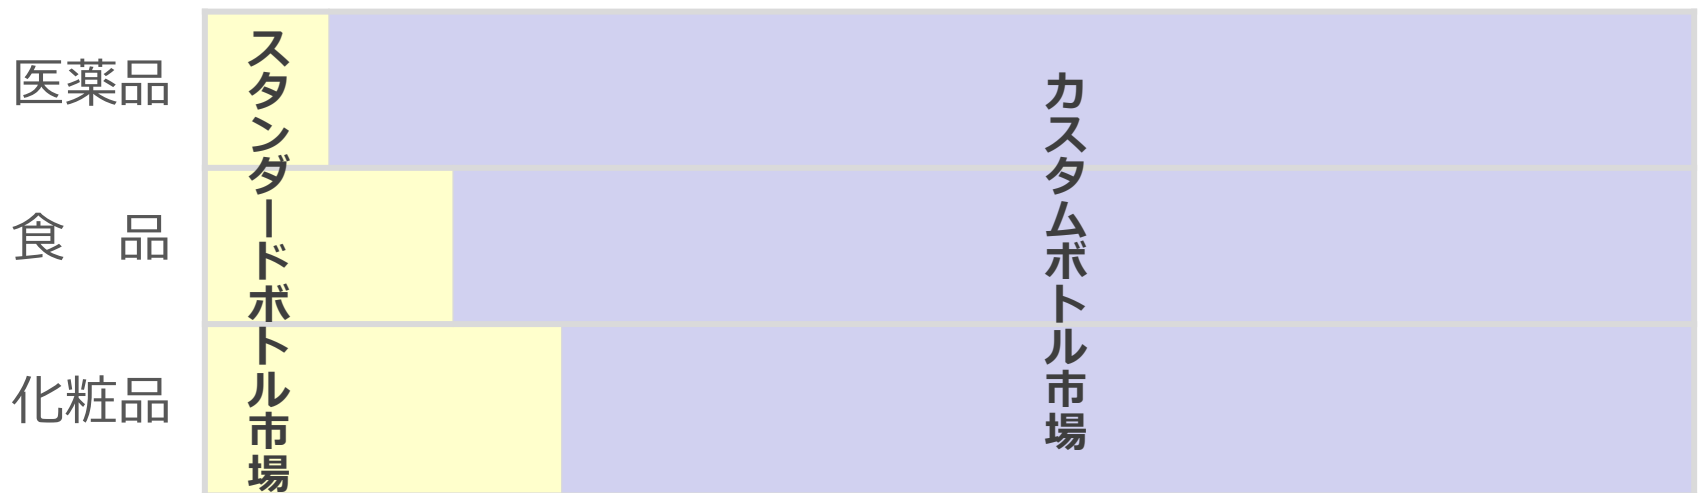 医薬品
食　品
化粧品
スタンダードボトル市場
カスタムボトル市場